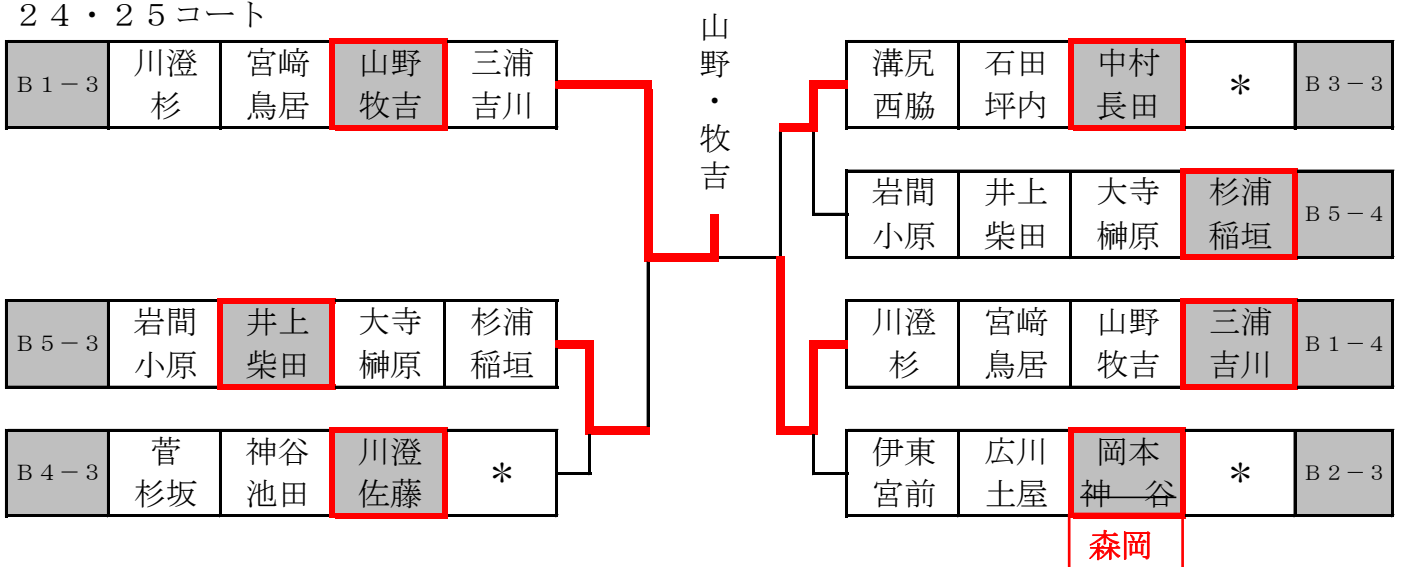 ２４・２５コート
山野・牧吉
Ｂ１－３ 川澄 宮﨑 山野 三浦
杉 鳥居 牧吉 吉川
溝尻 石田 中村 ＊ Ｂ３－３
西脇 坪内 長田
岩間 井上 大寺 杉浦 Ｂ５－４
小原 柴田 榊原 稲垣
Ｂ５－３ 岩間 井上 大寺 杉浦
小原 柴田 榊原 稲垣
川澄 宮﨑 山野 三浦 Ｂ１－４
杉 鳥居 牧吉 吉川
Ｂ４－３ 菅 神谷 川澄 ＊
杉坂 池田 佐藤
伊東 広川 岡本 ＊ Ｂ２－３
宮前 土屋 神　谷
森岡